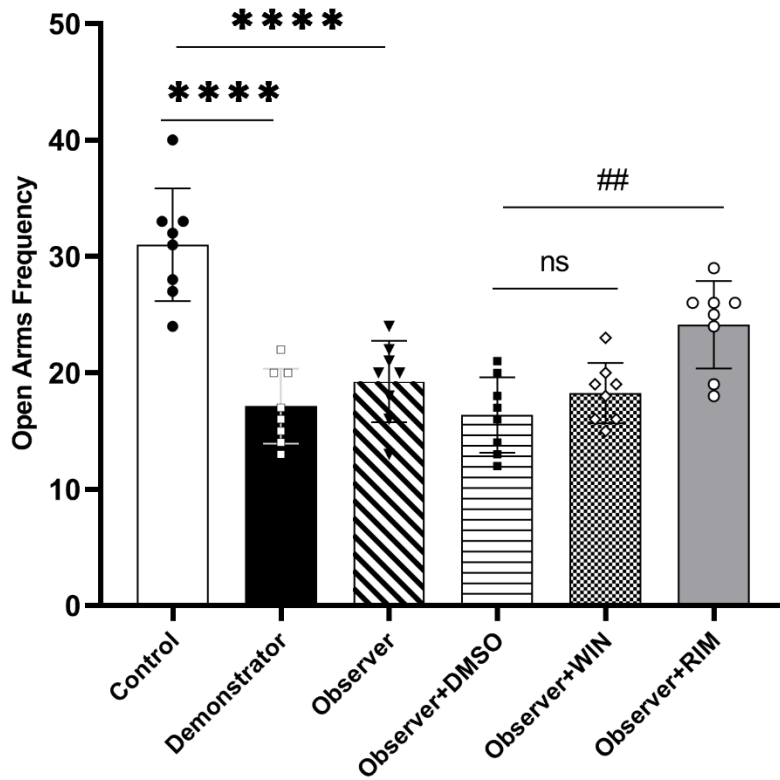 50
40
30
20
10
0
Open Arms Frequency
****
****
##
ns
Control
Demonstrator
Observer
Observer+DMSO
Observer+WIN
Observer+RIM